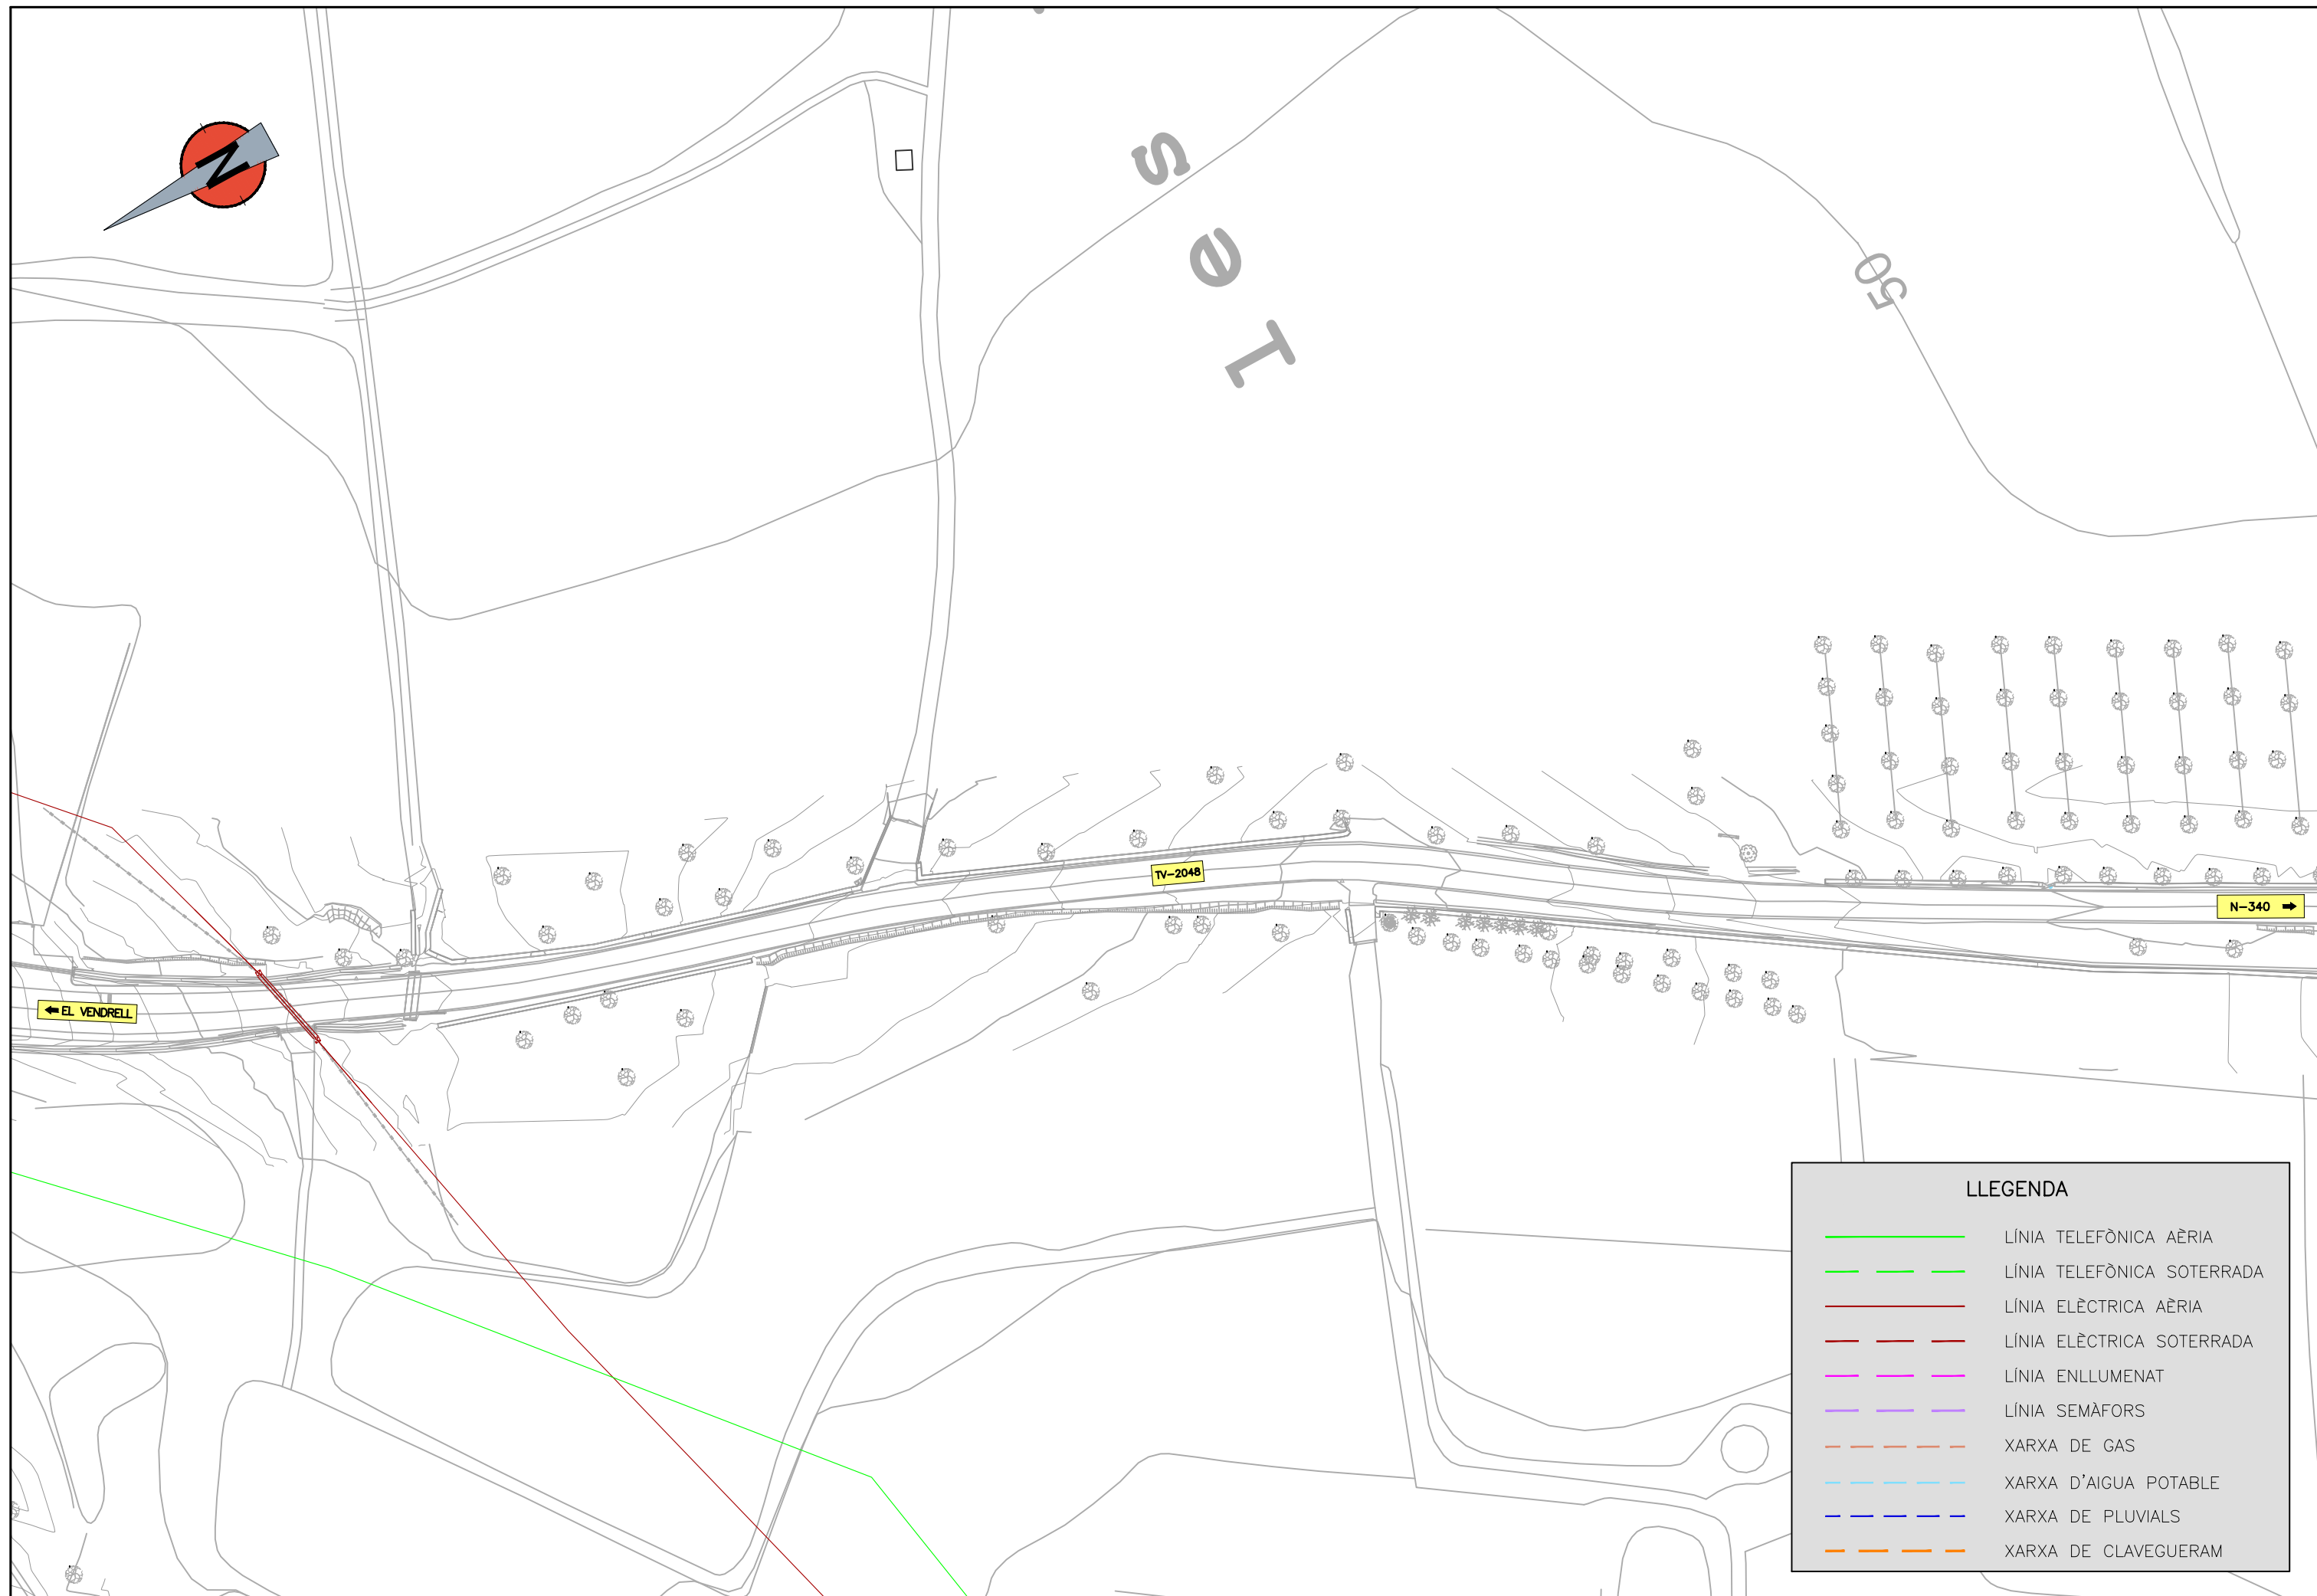 N
s
e
l
50
TV-2048
N-340
EL VENDRELL
LLEGENDA
LÍNIA TELEFÒNICA AÈRIA
LÍNIA TELEFÒNICA SOTERRADA
LÍNIA ELÈCTRICA AÈRIA
LÍNIA ELÈCTRICA SOTERRADA
LÍNIA ENLLUMENAT
LÍNIA SEMÀFORS
XARXA DE GAS
XARXA D'AIGUA POTABLE
XARXA DE PLUVIALS
XARXA DE CLAVEGUERAM